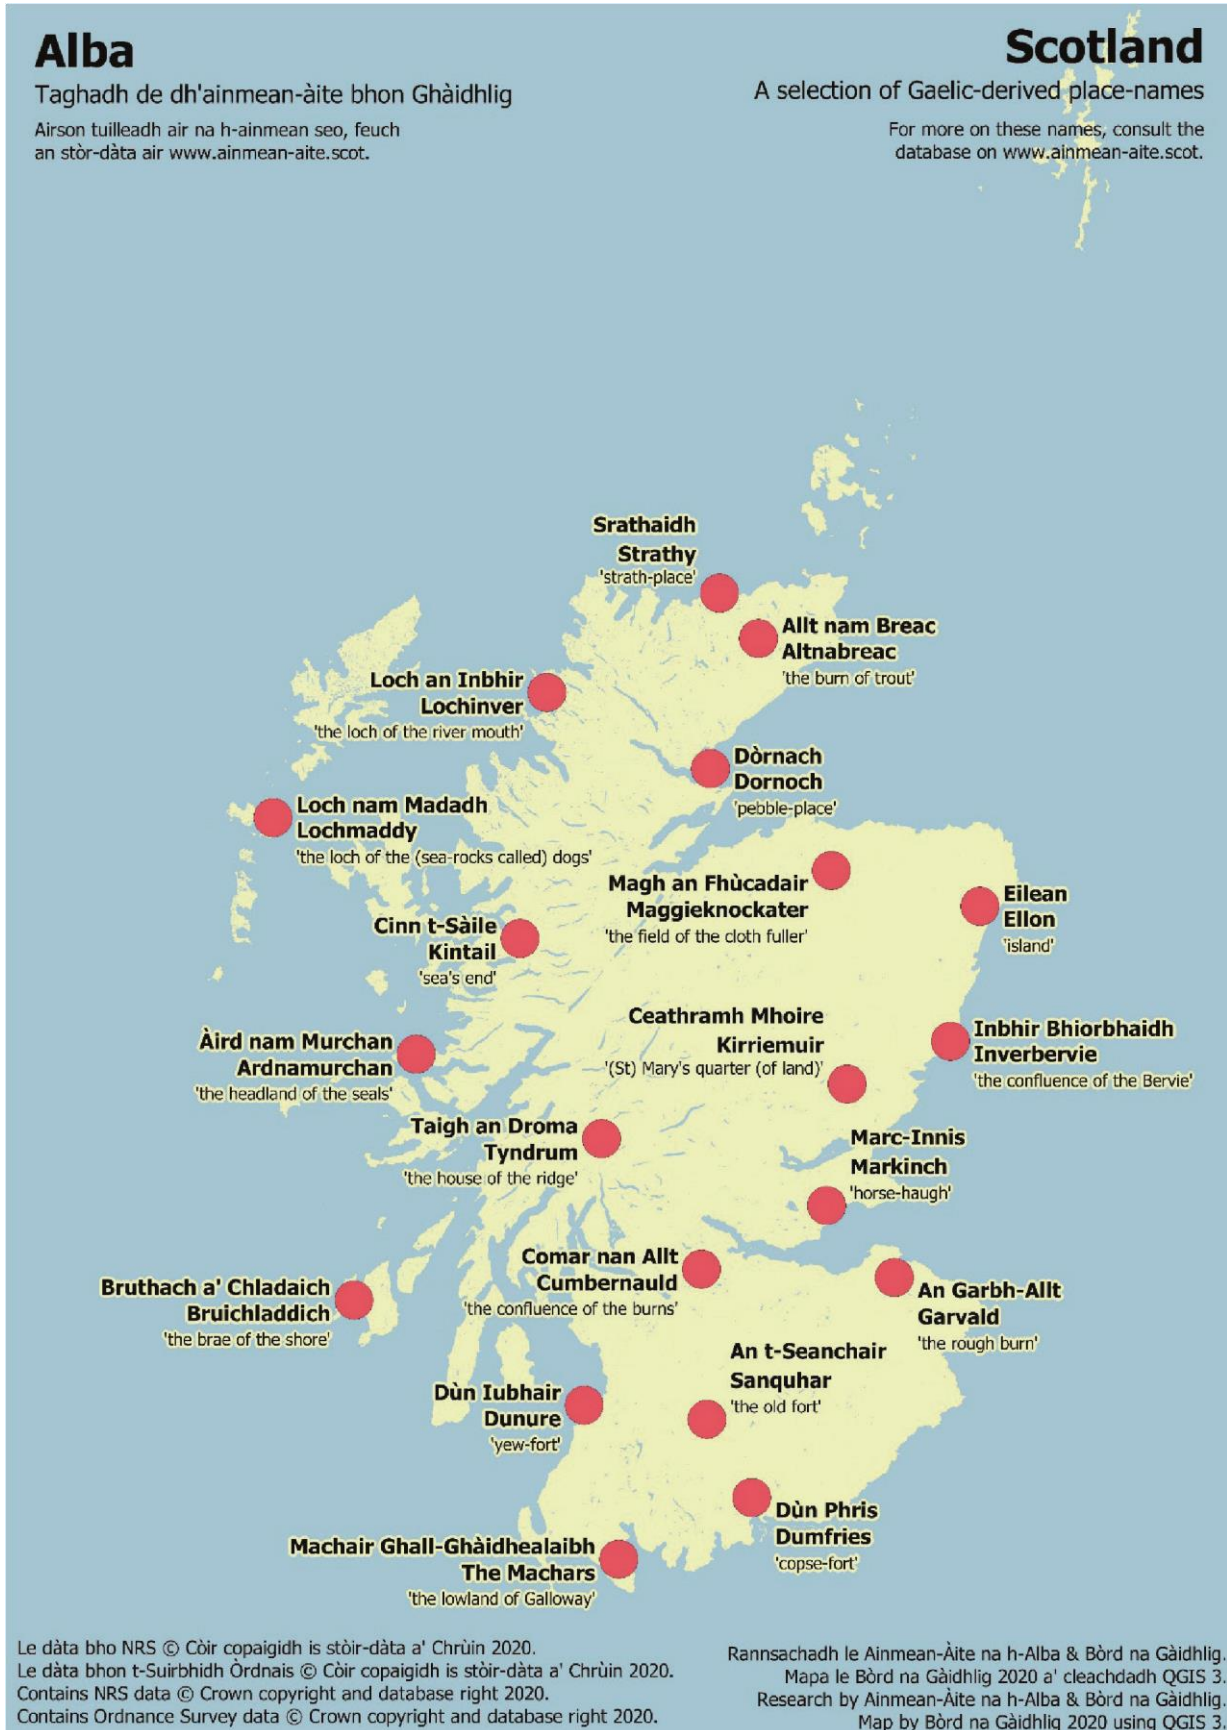 Alba
Taghadh de dh'ainmean-àite bhon Ghàidhlig
Airson tuilleadh air na h-ainmean seo, feuch
an stòr-dàta air www.ainmean-aite.scot.
Scotland
A selection of Gaelic-derived place-names
For more on these names, consult the
database on www.ainmean-aite.scot.
Srathaidh
Strathy
'strath-place'
Allt nam Breac
Altnabreac
'the burn of trout'
Loch an Inbhir
Lochinver
'the loch of the river mouth'
Dòrnach
Dornoch
'pebble-place'
Loch nam Madadh
Lochmaddy
'the loch of the (sea-rocks called) dogs'
Magh an Fhùcadair
Maggieknockater
'the field of the cloth fuller'
Eilean
Ellon
'island'
Cinn t-Sàile
Kintail
'sea's end'
Ceathramh Mhoire
Kirriemuir
'(St) Mary's quarter (of land)'
Inbhir Bhiorbhaidh
Inverbervie
'the confluence of the Bervie'
Àird nam Murchan
Ardnamurchan
'the headland of the seals'
Taigh an Droma
Tyndrum
'the house of the ridge'
Marc-Innis
Markinch
'horse-haugh'
Comar nan Allt
Cumbernauld
'the confluence of the burns'
Bruthach a' Chladaich
Bruichladdich
'the brae of the shore'
An Garbh-Allt
Garvald
'the rough burn'
An t-Seanchair
Sanquhar
'the old fort'
Dùn Iubhair
Dunure
'yew-fort'
Dùn Phris
Dumfries
'copse-fort'
Machair Ghall-Ghàidhealaibh
The Machars
'the lowland of Galloway'
Le dàta bho NRS © Còir copaigidh is stòir-dàta a' Chrùin 2020.
Le dàta bhon t-Suirbhidh Òrdnais © Còir copaigidh is stòir-dàta a' Chrùin 2020.
Contains NRS data © Crown copyright and database right 2020.
Contains Ordnance Survey data © Crown copyright and database right 2020.
Rannsachadh le Ainmean-Àite na h-Alba & Bòrd na Gàidhlig.
Mapa le Bòrd na Gàidhlig 2020 a' cleachdadh QGIS 3.
Research by Ainmean-Àite na h-Alba & Bòrd na Gàidhlig.
Map by Bòrd na Gàidhlig 2020 using QGIS 3.